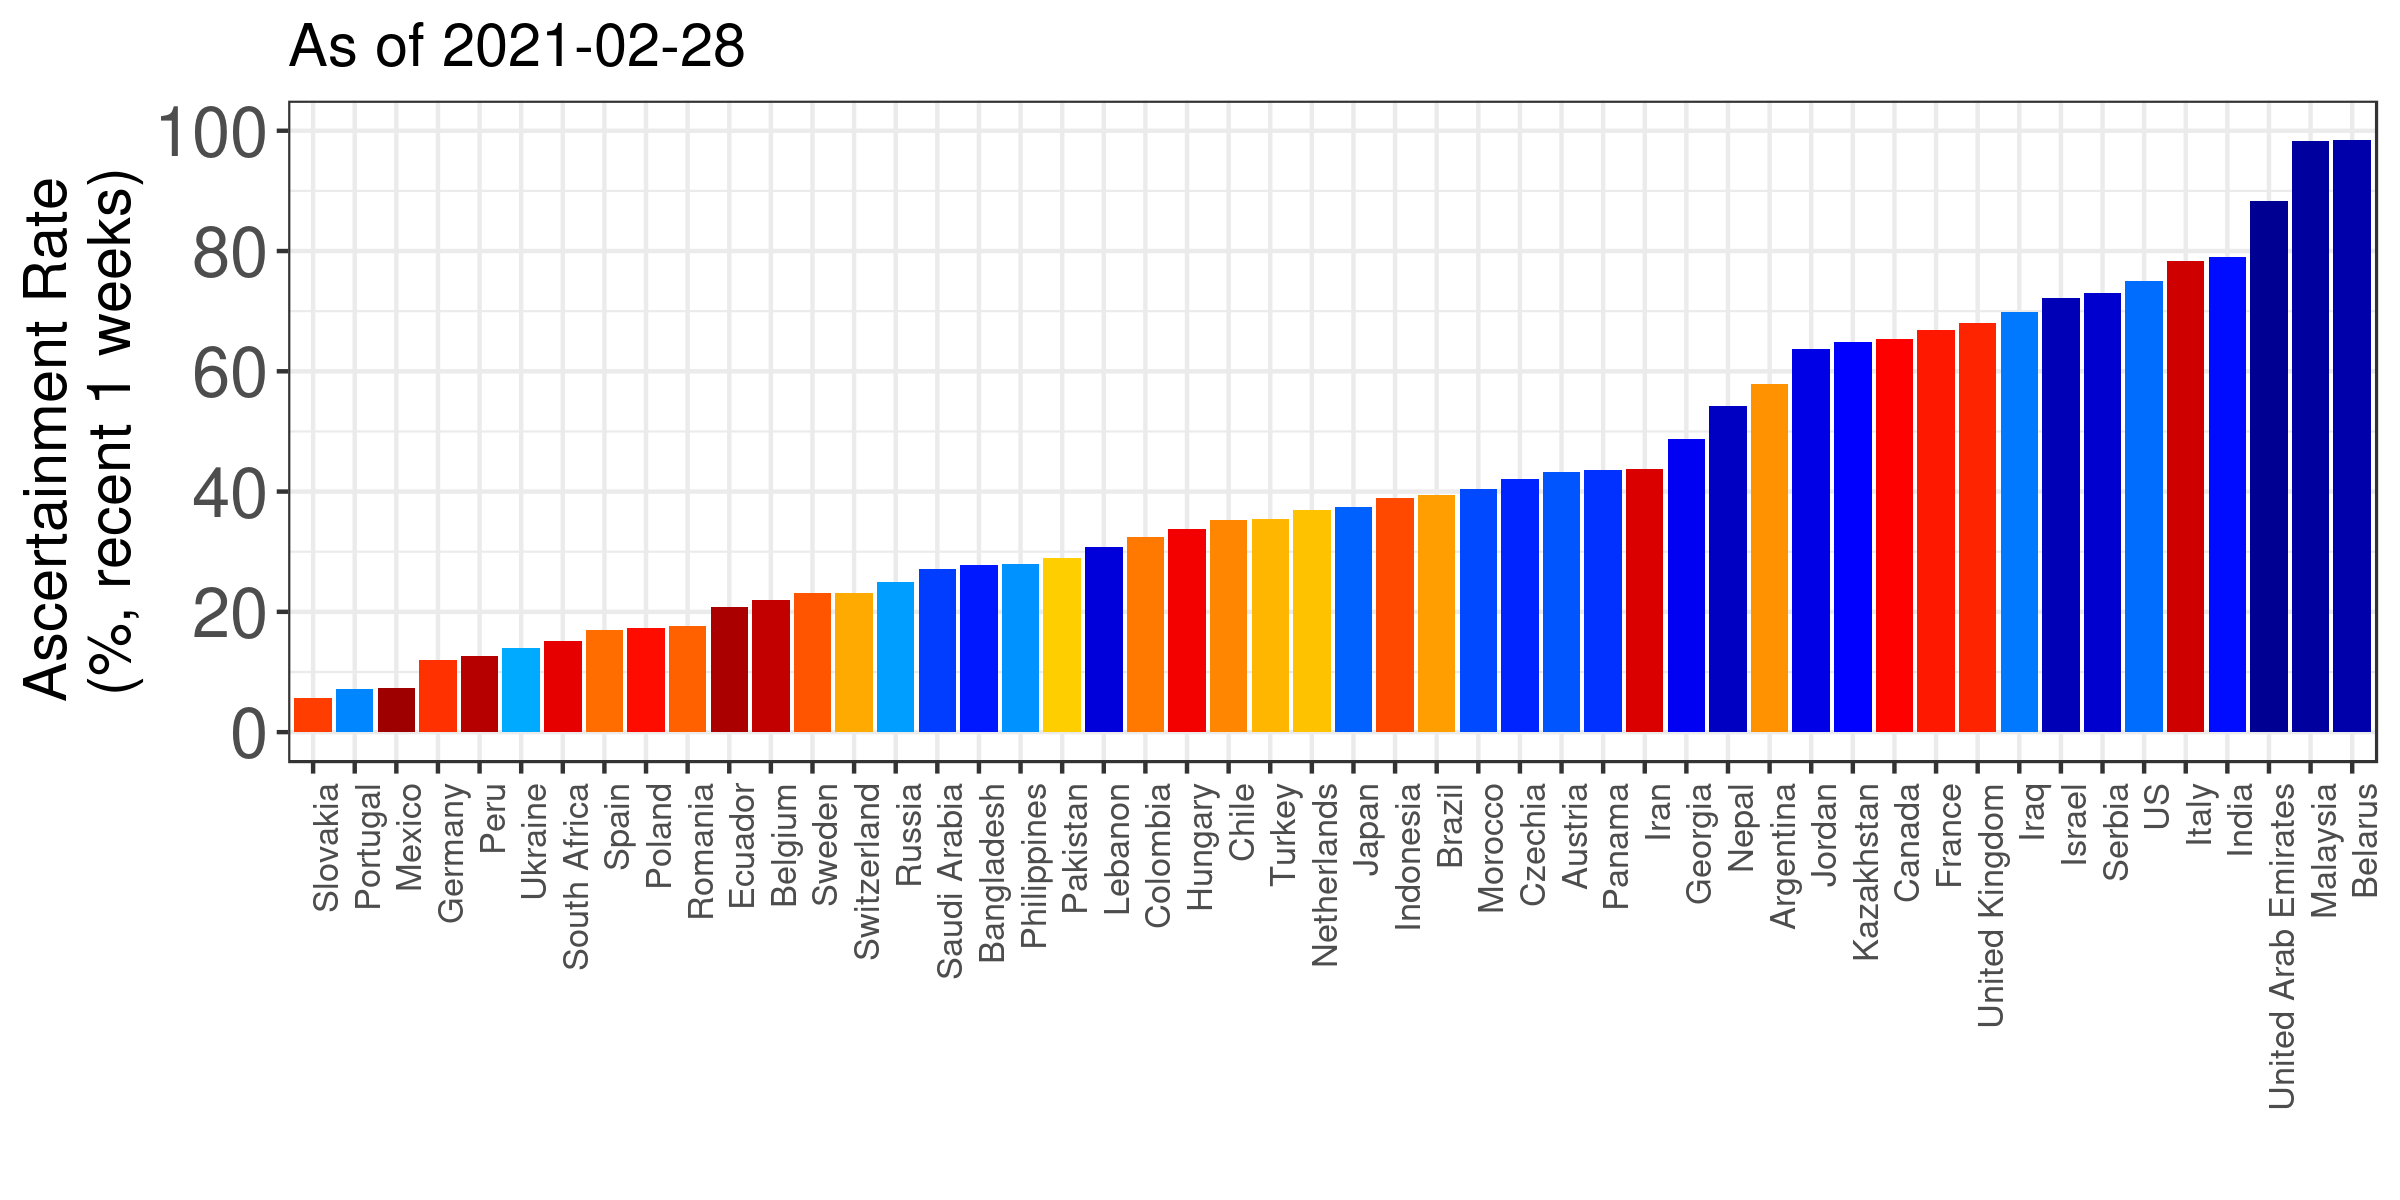 As of 2021-02-28
Ascertainment Rate
(%, recent 1 weeks)
100
80
60
40
20
0
Slovakia
Portugal
Mexico
Germany
Peru
Ukraine
South Africa
Spain
Poland
Romania
Ecuador
Belgium
Sweden
Switzerland
Russia
Saudi Arabia
Bangladesh
Philippines
Pakistan
Lebanon
Colombia
Hungary
Chile
Turkey
Netherlands
Japan
Indonesia
Brazil
Morocco
Czechia
Austria
Panama
Iran
Georgia
Nepal
Argentina
Jordan
Kazakhstan
Canada
France
United Kingdom
Iraq
Israel
Serbia
US
Italy
India
United Arab Emirates
Malaysia
Belarus